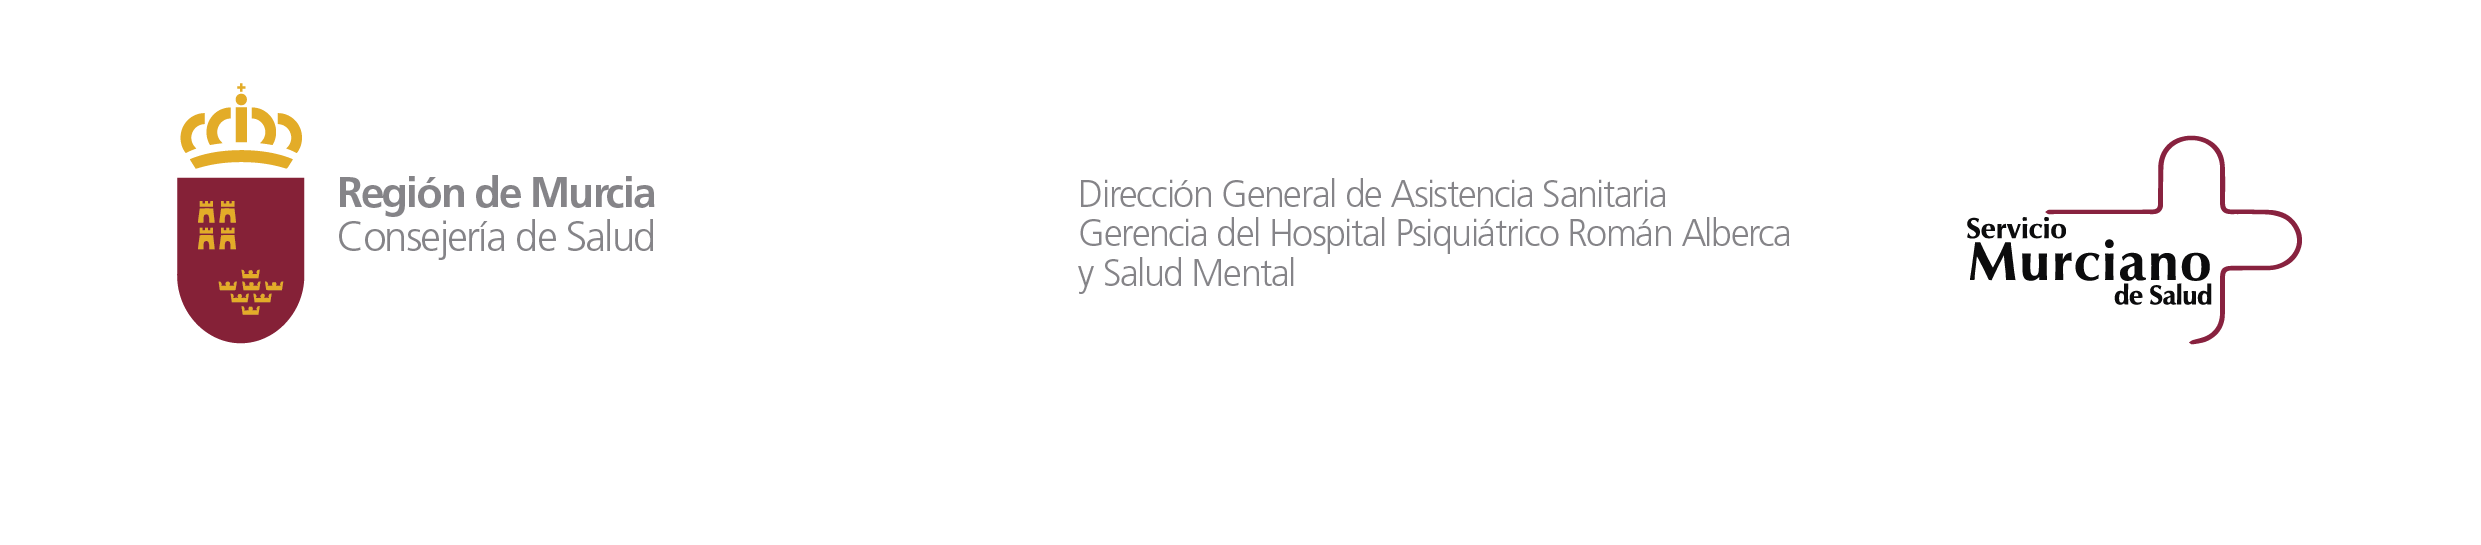 Región de Murcia
Consejería de Salud
Dirección General de Asistencia Sanitaria
Gerencia del Hospital Psiquiátrico Román Alberca
y Salud Mental
Servicio
Murciano
de Salud